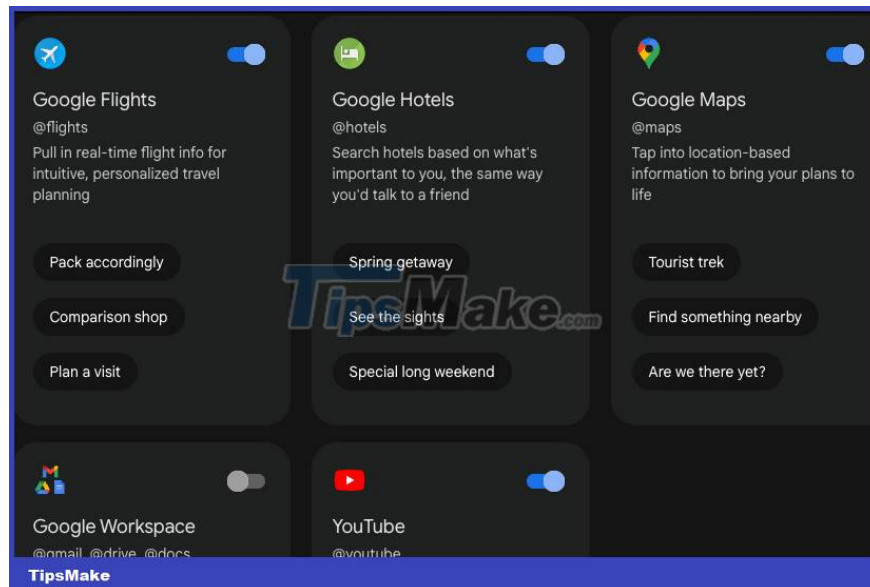 Google Flights
@flights
Pull in real-time flight info for
intuitive, personalized travel
planning
Pack accordingly
Comparison shop
Plan a visit
Google Hotels
@hotels
Search hotels based on what's
important to you, the same way
you'd talk to a friend
Spring getaway
See the sights
Special long weekend
Google Maps
@maps
Tap into location-based
information to bring your plans to
life
Tourist trek
Find something nearby
Are we there yet?
TipsMake.com
Google Workspace
@gmail @drive @docs
YouTube
@youtube
TipsMake